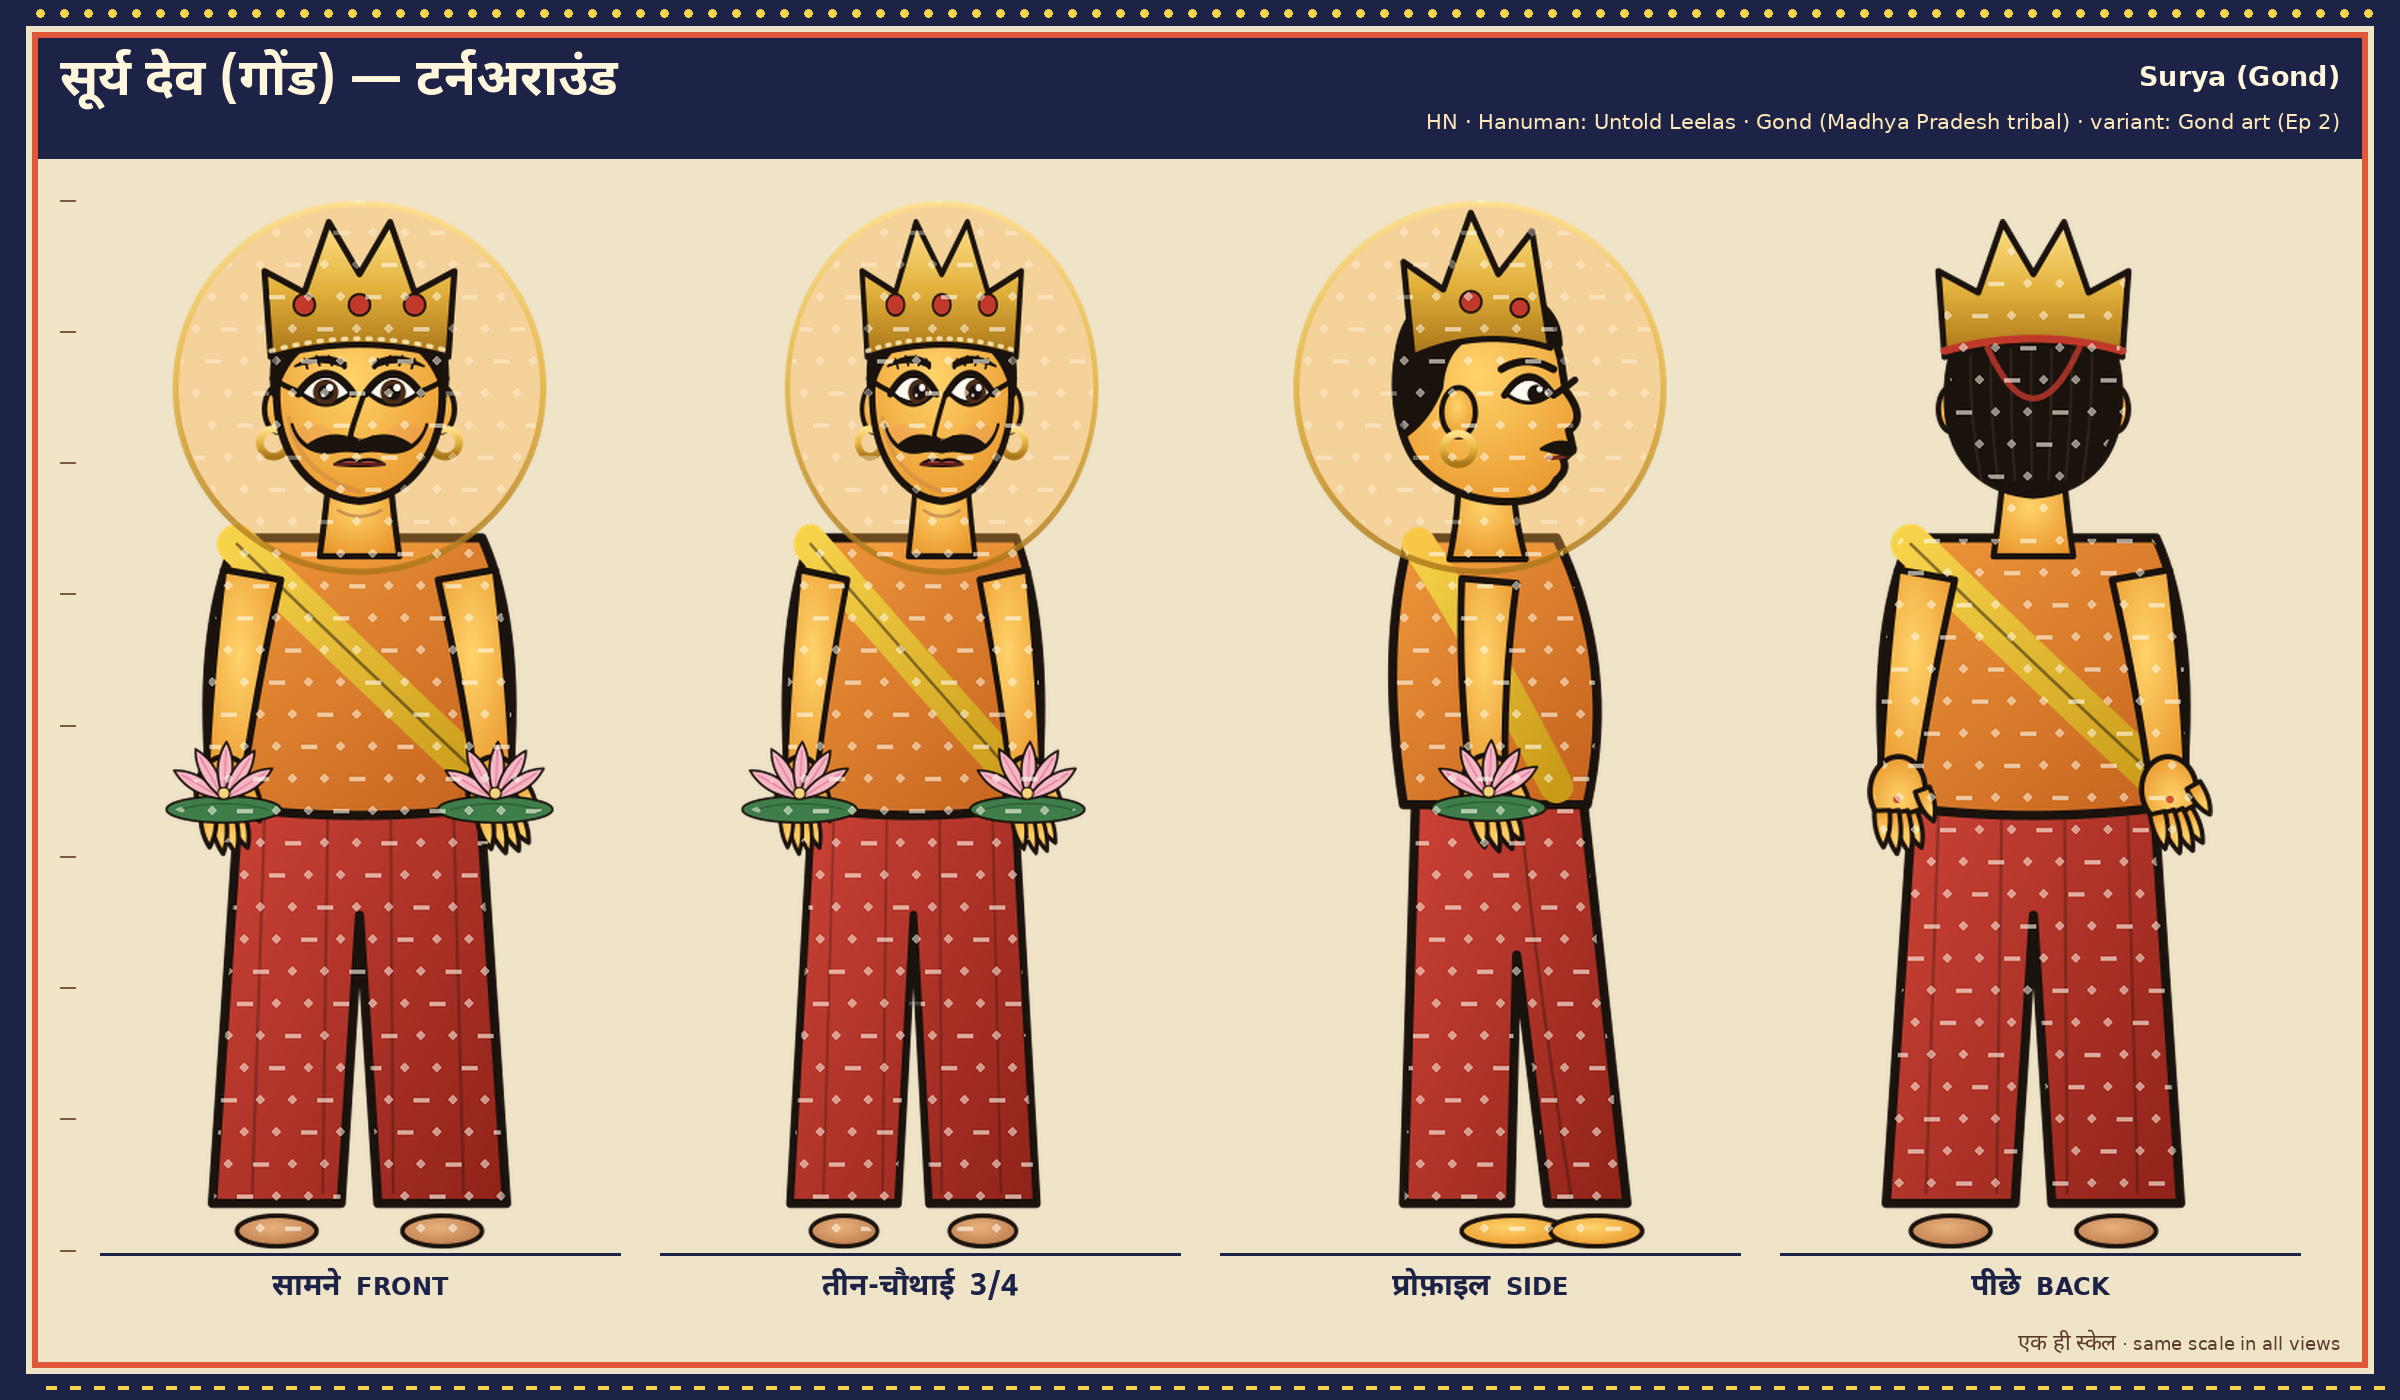 सूर्य देव (गोंड) — टर्नअराउंड
Surya (Gond)
HN · Hanuman: Untold Leelas · Gond (Madhya Pradesh tribal) · variant: Gond art (Ep 2)
सामने FRONT
तीन-चौथाई 3/4
प्रोफ़ाइल SIDE
पीछे BACK
एक ही स्केल · same scale in all views